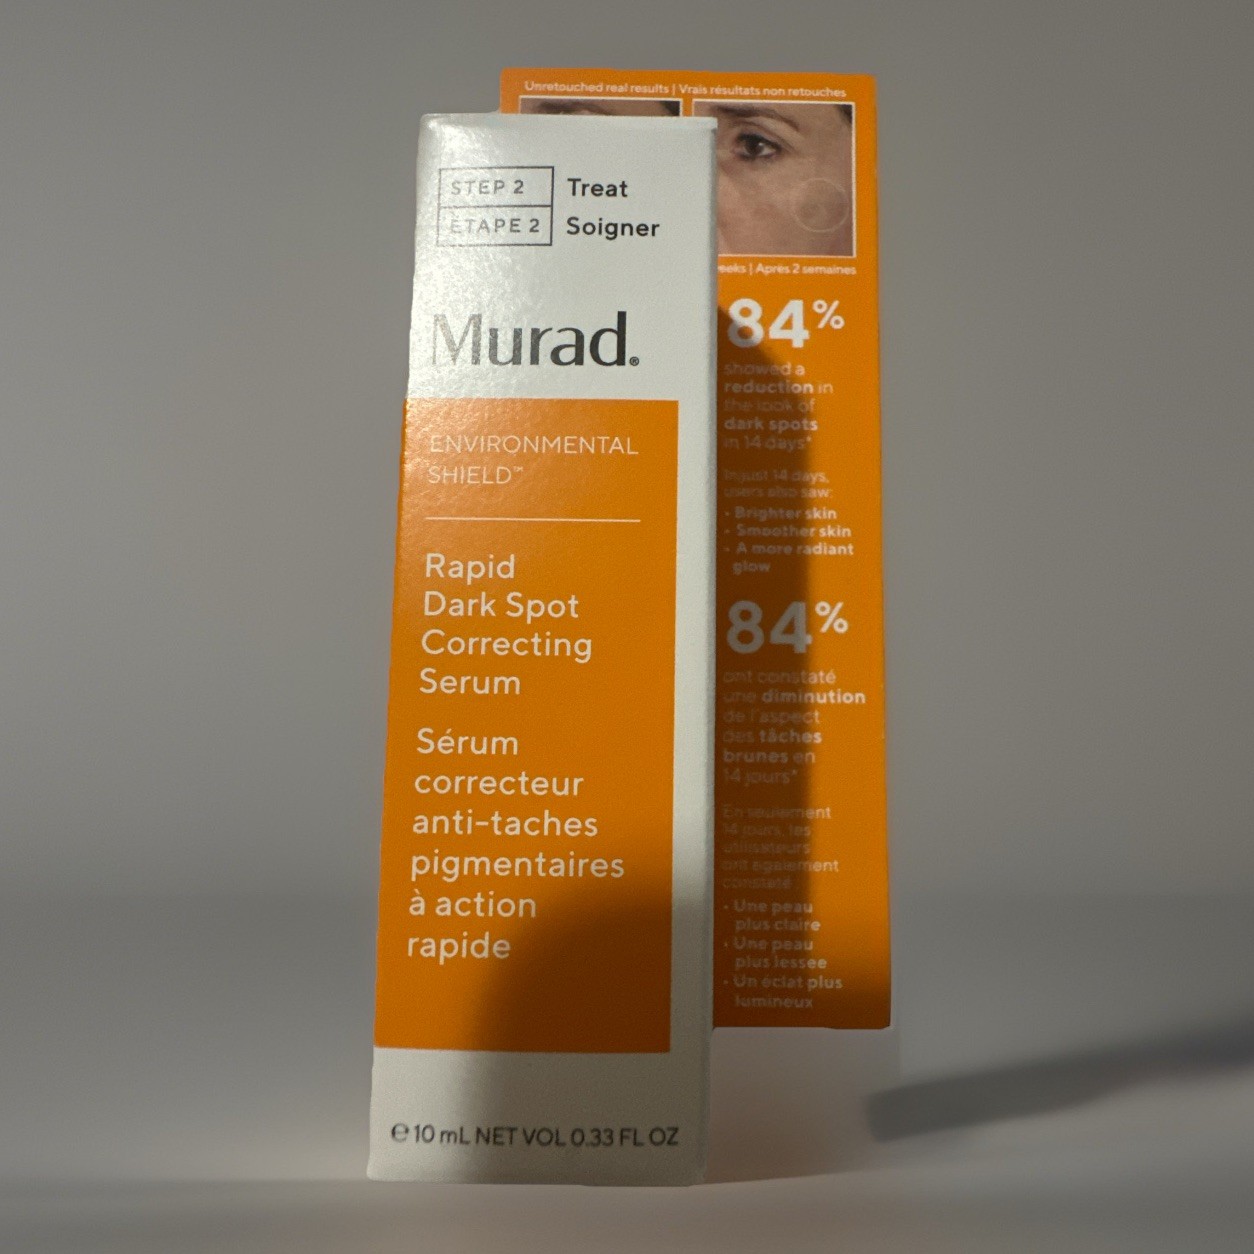 STEP 2 Treat
ÉTAPE 2 Soigner
Murad®
ENVIRONMENTAL
SHIELD™
Rapid
Dark Spot
Correcting
Serum
Sérum
correcteur
anti-taches
pigmentaires
à action
rapide
℮ 10 mL NET VOL 0.33 FL OZ
Unretouched real results | Vrais résultats non retouches
| Après 2 semaines
84%
showed a
reduction in
the look of
dark spots
in 14 days*
In just 14 days,
users also saw:
• Brighter skin
• Smoother skin
• A more radiant
glow
84%
ont constaté
une diminution
de l'aspect
des tâches
brunes en
14 jours*
En seulement
14 jours, les
utilisateurs
ont également
constaté
• Une peau
plus claire
• Une peau
plus lessee
• Un éclat plus
lumineux